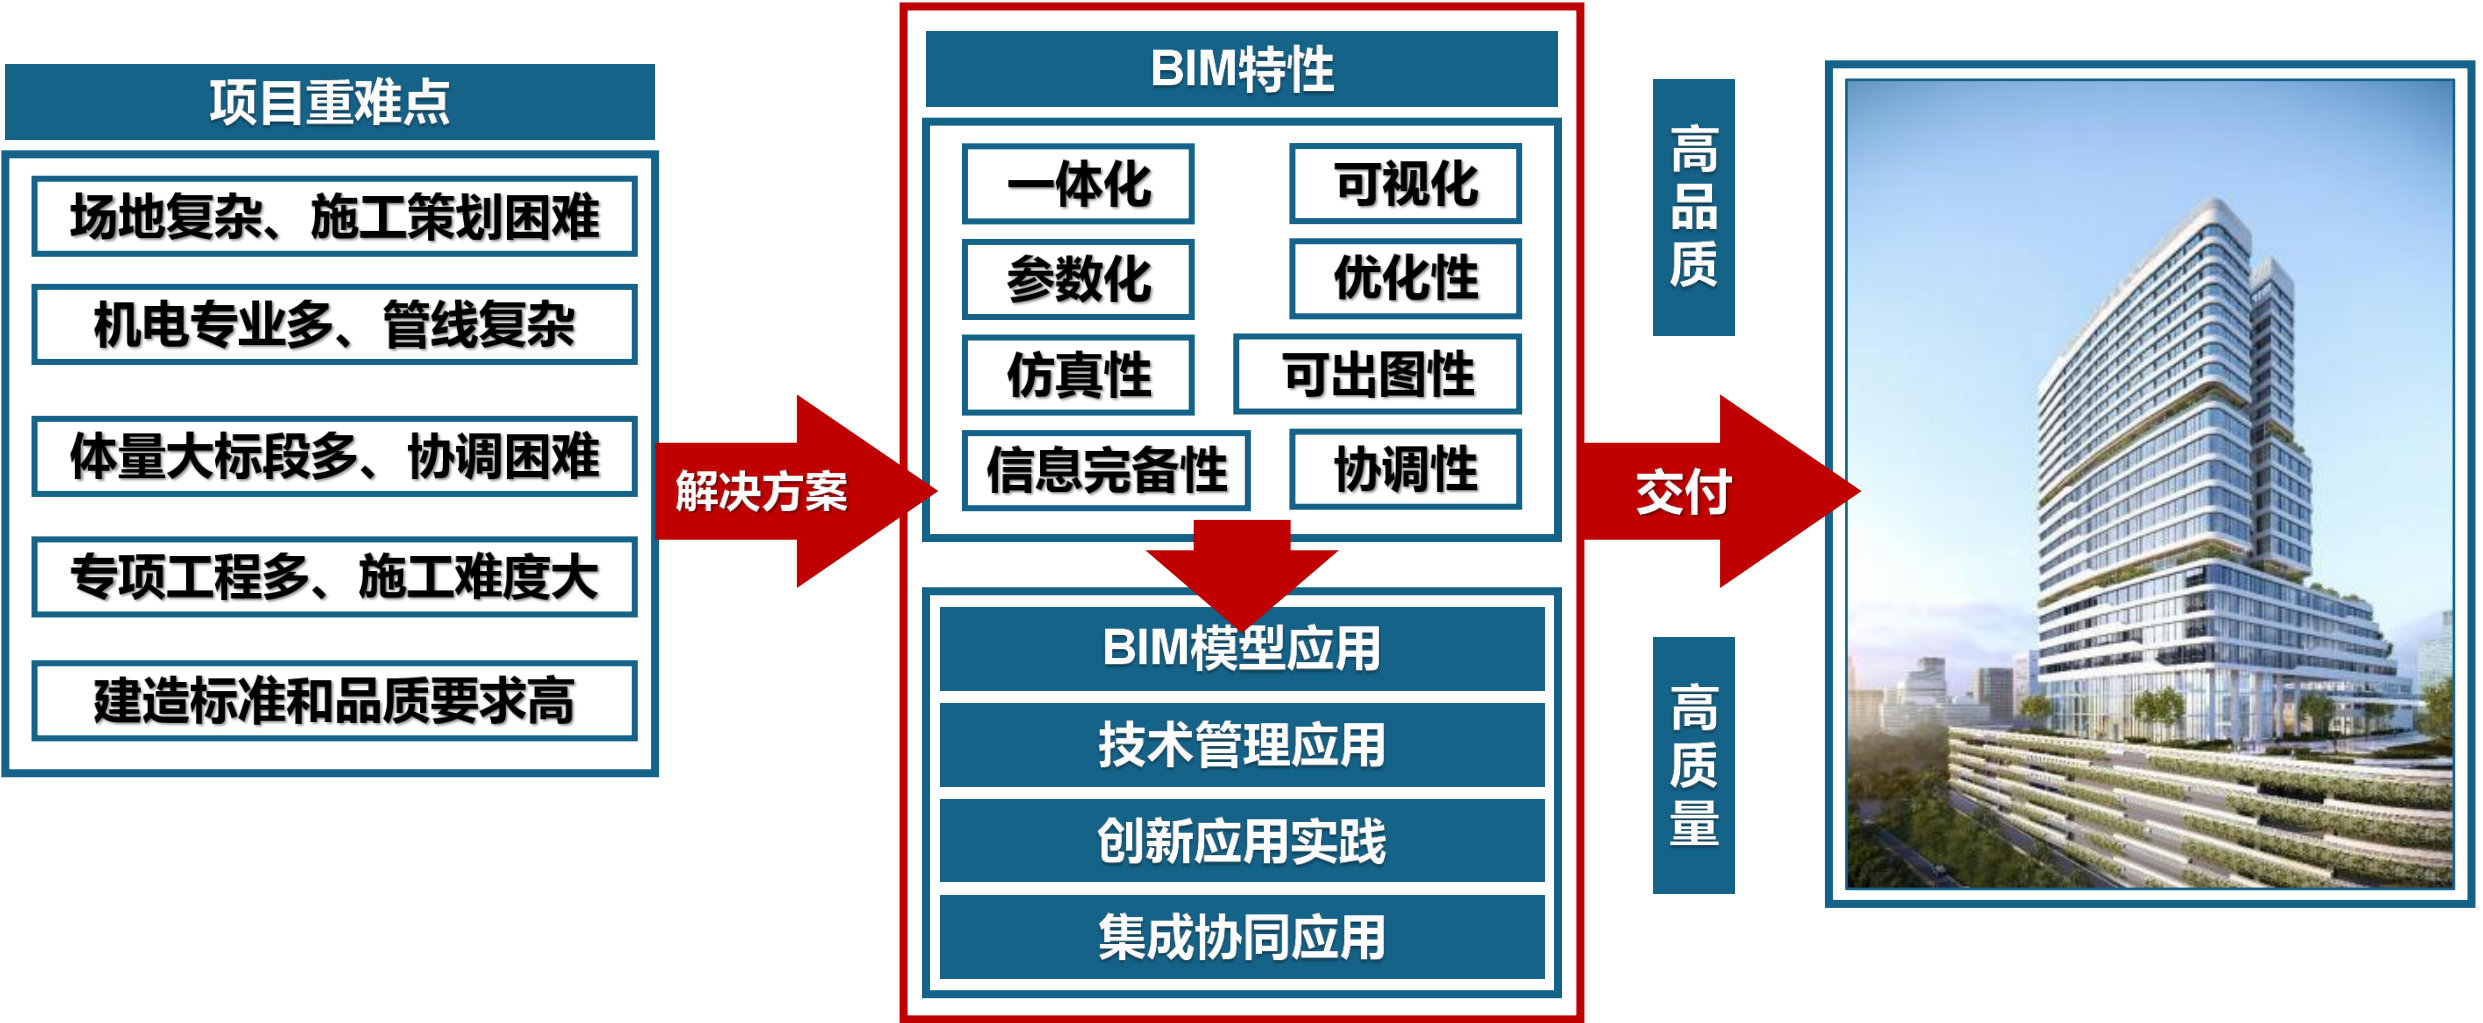 项目重难点
场地复杂、施工策划困难
机电专业多、管线复杂
体量大标段多、协调困难
专项工程多、施工难度大
建造标准和品质要求高
解决方案
BIM特性
一体化
可视化
参数化
优化性
仿真性
可出图性
信息完备性
协调性
BIM模型应用
技术管理应用
创新应用实践
集成协同应用
高品质
交付
高质量